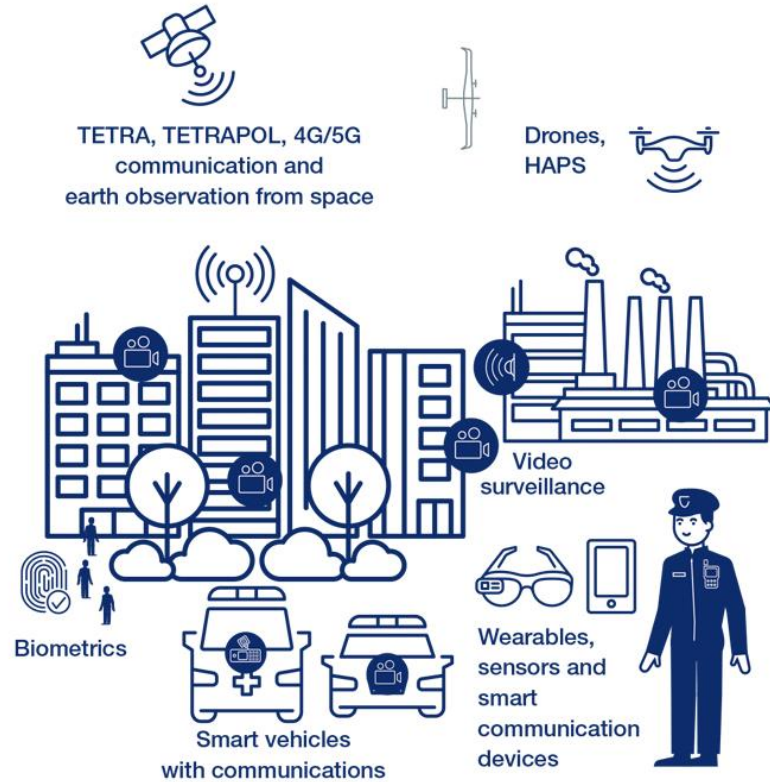 TETRA, TETRAPOL, 4G/5G
communication and
earth observation from space
Drones,
HAPS
Video
surveillance
Biometrics
Wearables,
sensors and
smart
communication
devices
Smart vehicles
with communications